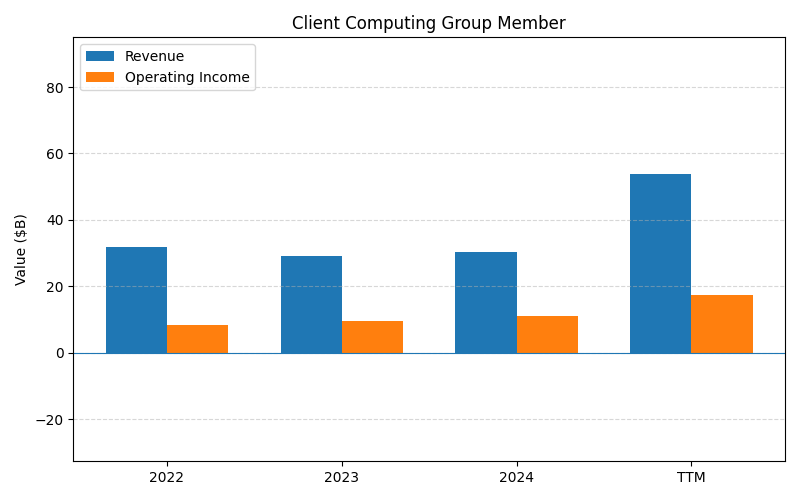 Client Computing Group Member
Revenue
Operating Income
Value ($B)
80
60
40
20
0
−20
2022
2023
2024
TTM